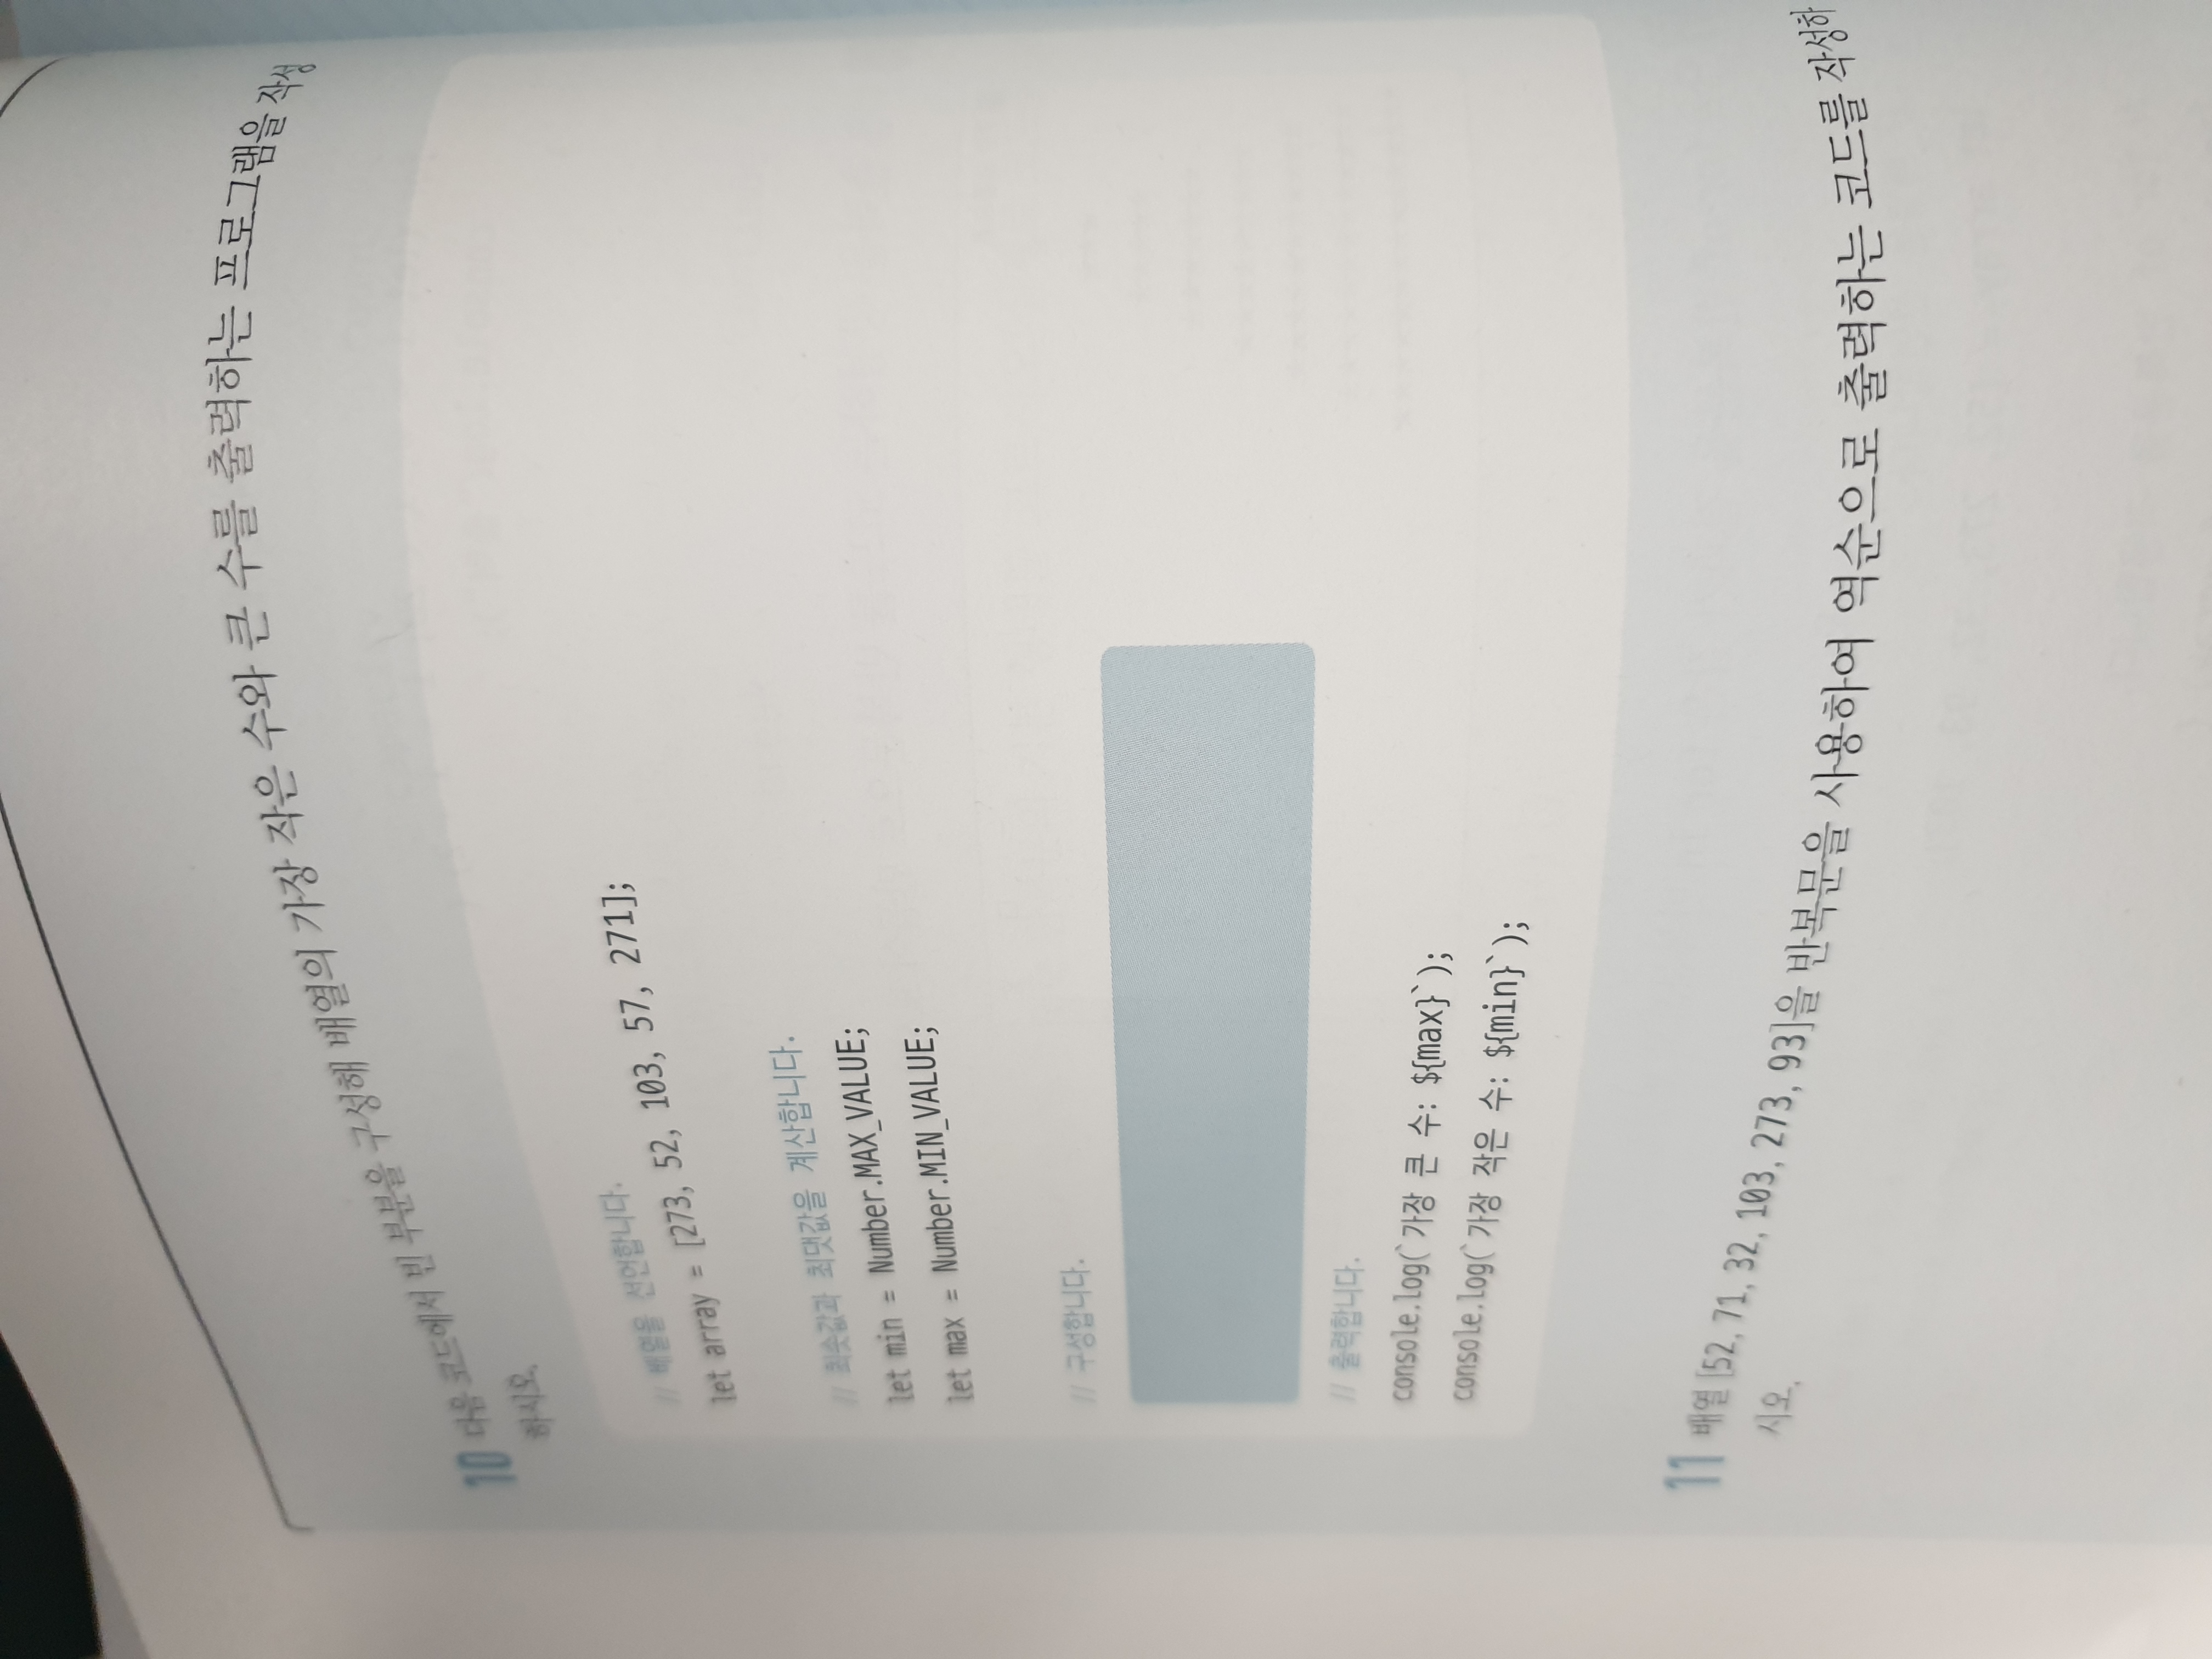 10 다음 코드에서 빈 부분을 구성해 배열의 가장 작은 수와 큰 수를 출력하는 프로그램을 작성
하시오.
// 배열을 선언합니다.
let array = [273, 52, 103, 57, 271];
// 최솟값과 최댓값을 계산합니다.
let min = Number.MAX_VALUE;
let max = Number.MIN_VALUE;
// 구성합니다.
// 출력합니다.
console.log(`가장 큰 수: ${max}`);
console.log(`가장 작은 수: ${min}`);
11 배열 [52, 71, 32, 103, 273, 93]을 반복문을 사용하여 역순으로 출력하는 코드를 작성하
시오.